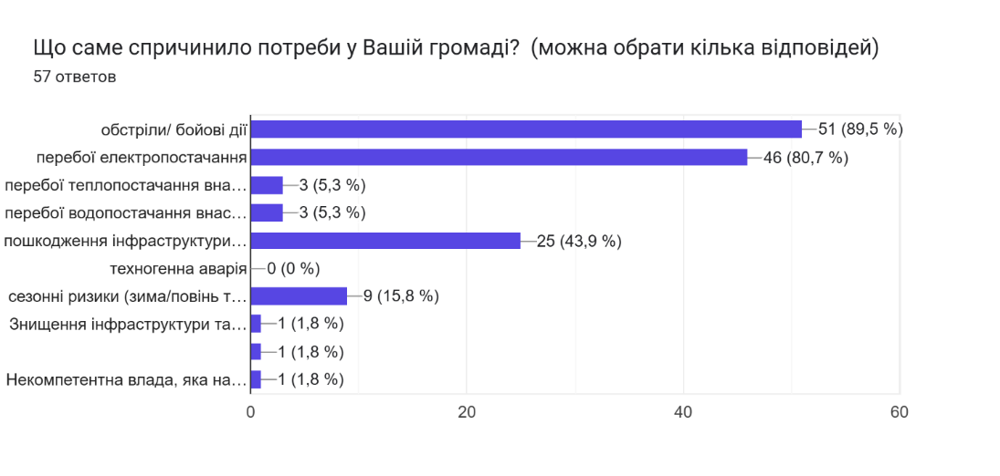 Що саме спричинило потреби у Вашій громаді?  (можна обрати кілька відповідей)
57 ответов
обстріли/ бойові дії 51 (89,5 %)
перебої електропостачання 46 (80,7 %)
перебої теплопостачання вна… 3 (5,3 %)
перебої водопостачання внас… 3 (5,3 %)
пошкодження інфраструктури… 25 (43,9 %)
техногенна аварія 0 (0 %)
сезонні ризики (зима/повінь т… 9 (15,8 %)
Знищення інфраструктури та… 1 (1,8 %)
1 (1,8 %)
Некомпетентна влада, яка на… 1 (1,8 %)
0 20 40 60